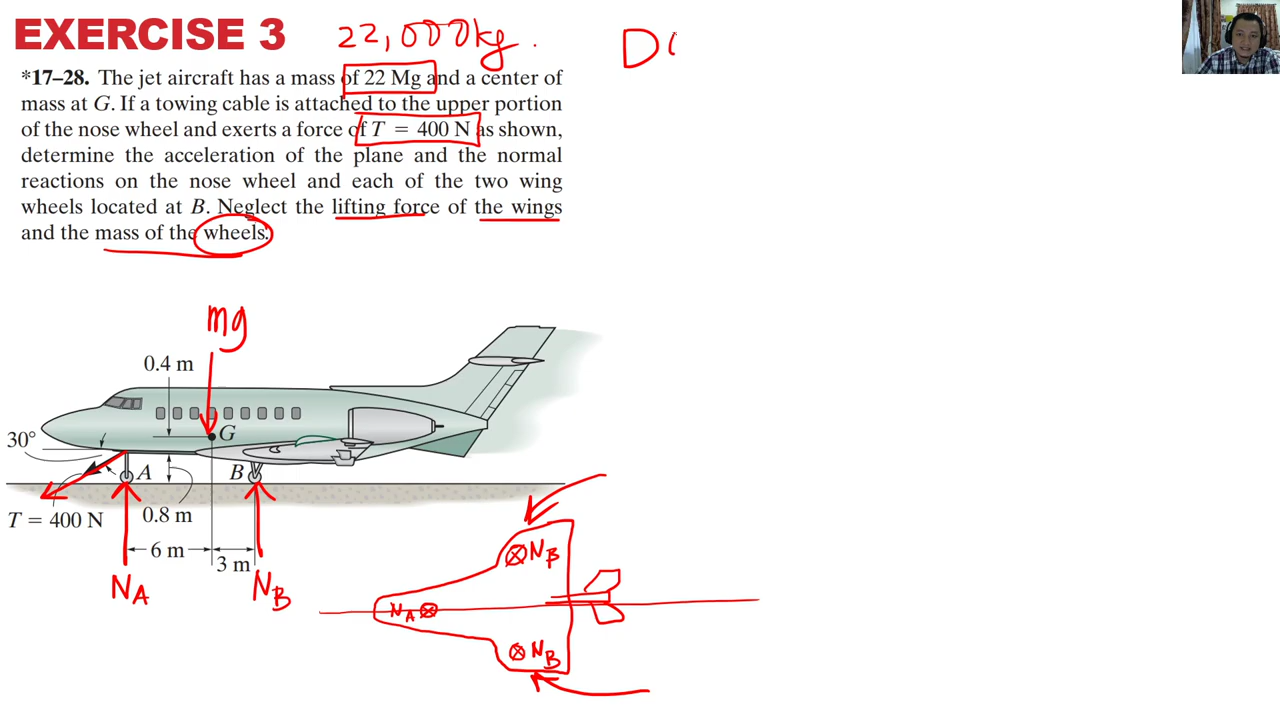 EXERCISE 3
22,000kg.
*17–28. The jet aircraft has a mass of 22 Mg and a center of
mass at G. If a towing cable is attached to the upper portion
of the nose wheel and exerts a force of T = 400 N as shown,
determine the acceleration of the plane and the normal
reactions on the nose wheel and each of the two wing
wheels located at B. Neglect the lifting force of the wings
and the mass of the wheels.
mg
0.4 m
G
30°
A
B
T = 400 N
0.8 m
6 m
3 m
NA
NB
NB
NA
NB